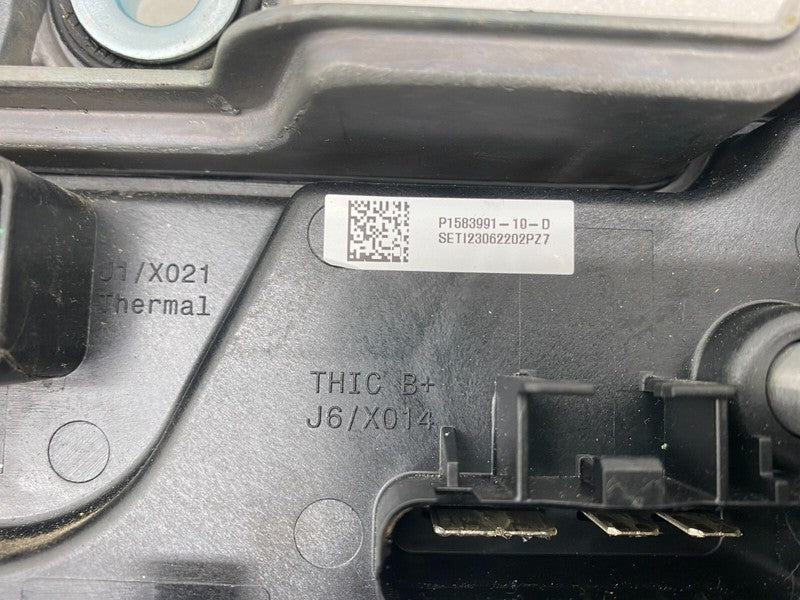 P1583991-10-D
SETI23062202PZ7
J1/X021
Thermal
THIC B+
J6/X014